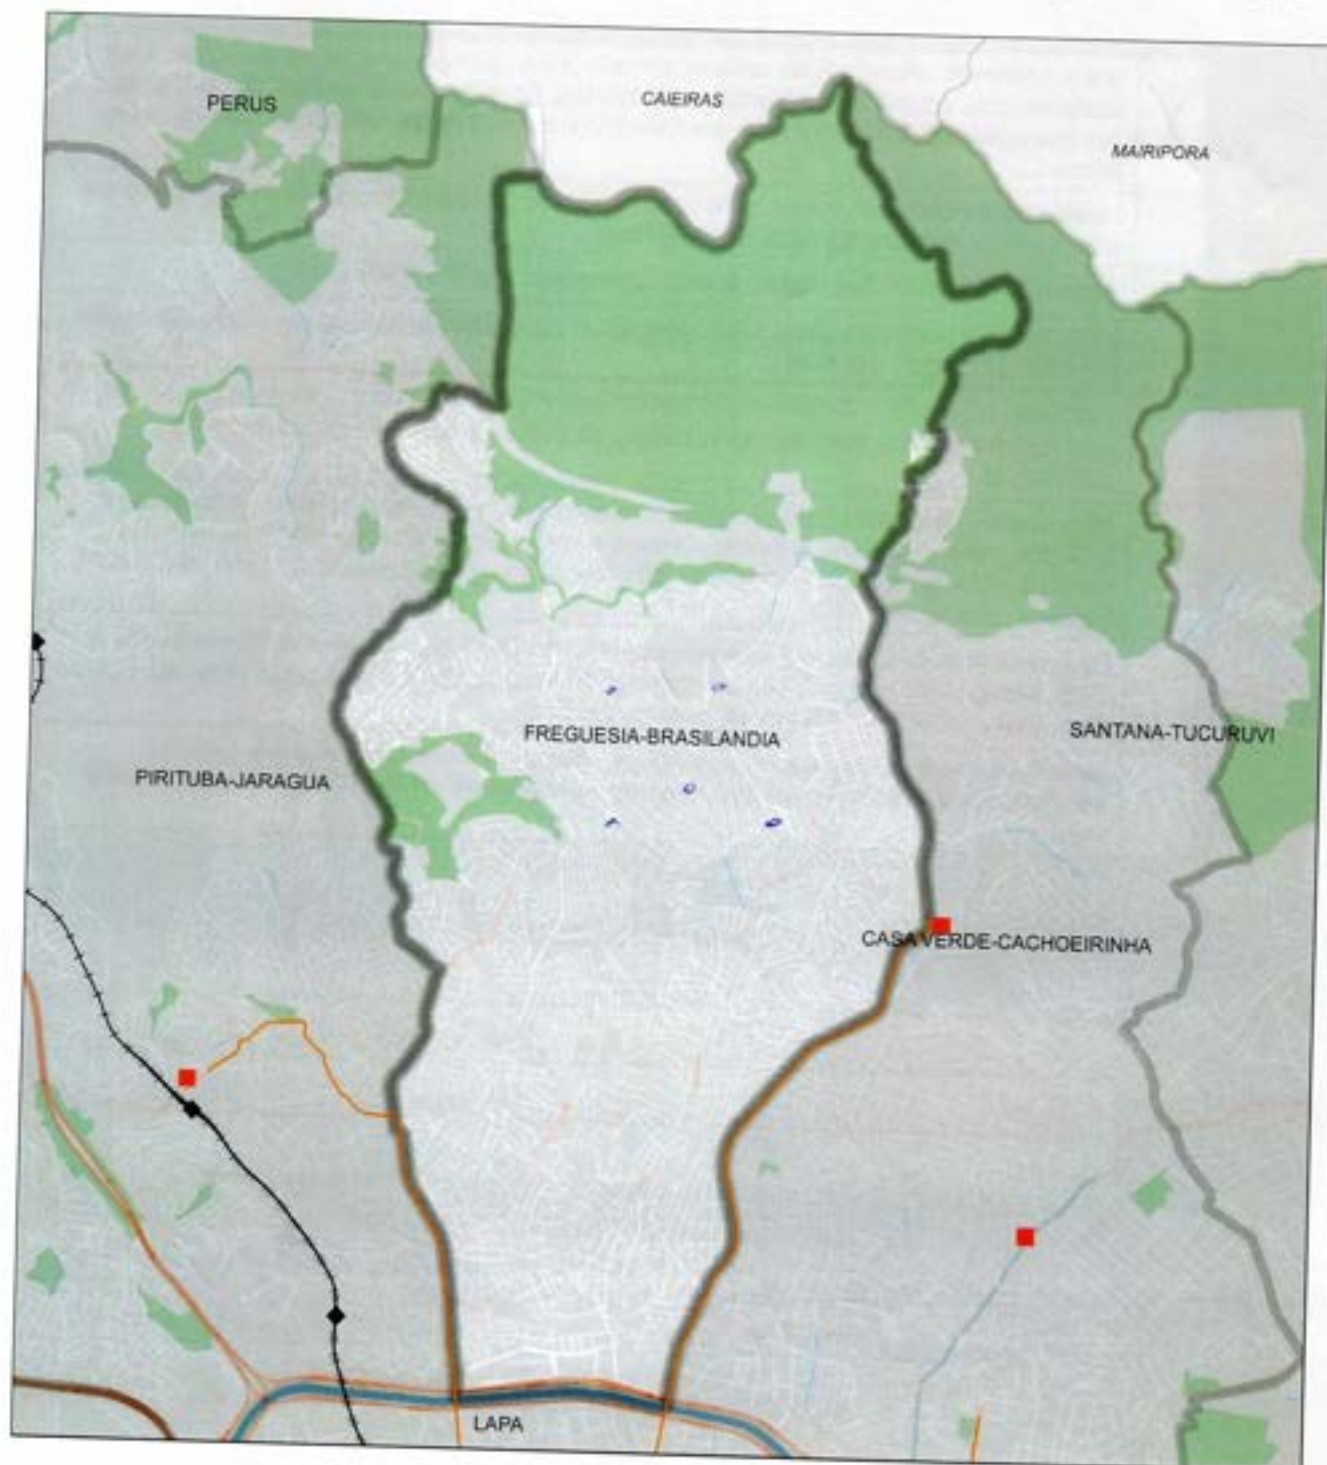 PERUS
CAIEIRAS
MAIRIPORA
FREGUESIA-BRASILANDIA
SANTANA-TUCURUVI
PIRITUBA-JARAGUA
CASA VERDE-CACHOEIRINHA
LAPA